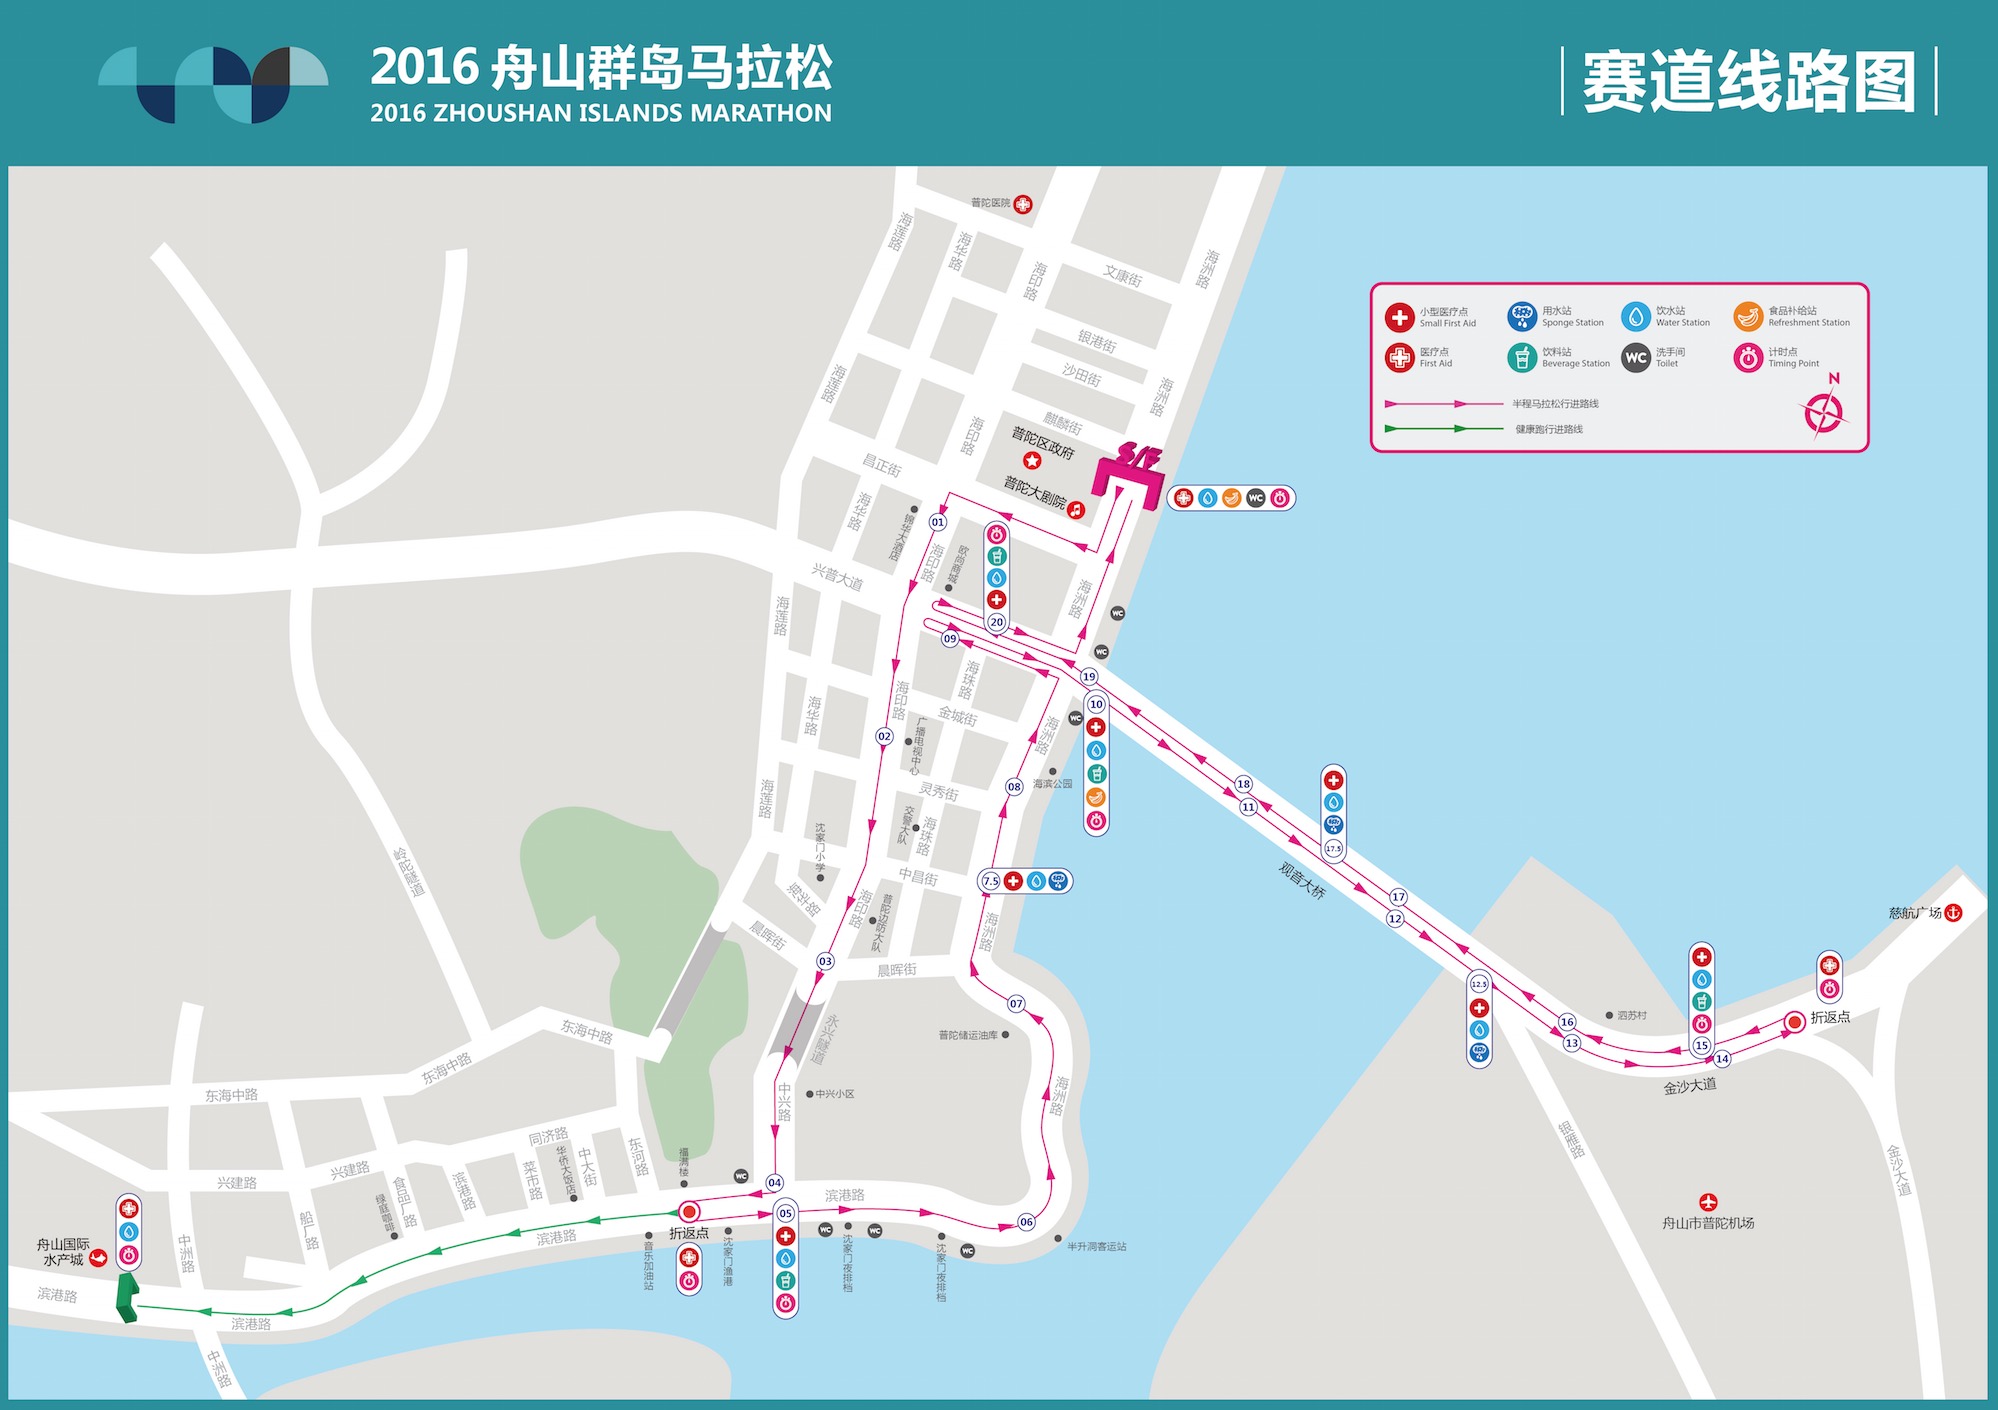 2016 舟山群岛马拉松
2016 ZHOUSHAN ISLANDS MARATHON
赛道线路图
小型医疗点
Small First Aid
用水站
Sponge Station
饮水站
Water Station
食品补给站
Refreshment Station
医疗点
First Aid
饮料站
Beverage Station
WC
洗手间
Toilet
计时点
Timing Point
N
半程马拉松行进路线
健康跑行进路线
普陀医院
海莲路
海华路
海印路
文康街
海洲路
银港街
沙田街
海莲路
海洲路
麒麟街
海印路
普陀区政府
S/F
昌正街
普陀大剧院
WC
海华路
锦华大酒店
01
海印路
欧尚商城
兴普大道
海莲路
海洲路
WC
20
09
WC
19
海珠路
10
海印路
金城街
海华路
广播电视中心
02
WC
海洲路
海滨公园
海莲路
灵秀街
08
18
11
交警大队
海珠路
沈家门小学
17.5
中昌街
7.5
观音大桥
17
12
岭陀隧道
海华路
海印路
普陀边防大队
海洲路
晨晖街
03
晨晖街
慈航广场
12.5
07
普陀储运油库
永兴隧道
东海中路
16
13
泗苏村
15
14
折返点
金沙大道
东海中路
东海中路
中兴路
中兴小区
海洲路
同济路
华侨大饭店
中大街
东河路
福满楼
WC
04
银雁路
金沙大道
兴建路
兴建路
滨港路
菜市路
食品厂路
绿庭咖啡
滨港路
05
06
船厂路
折返点
滨港路
音乐加油站
沈家门渔港
WC
沈家门夜排档
WC
沈家门夜排档
WC
半升洞客运站
舟山市普陀机场
舟山国际
水产城
中洲路
滨港路
滨港路
中洲路
13